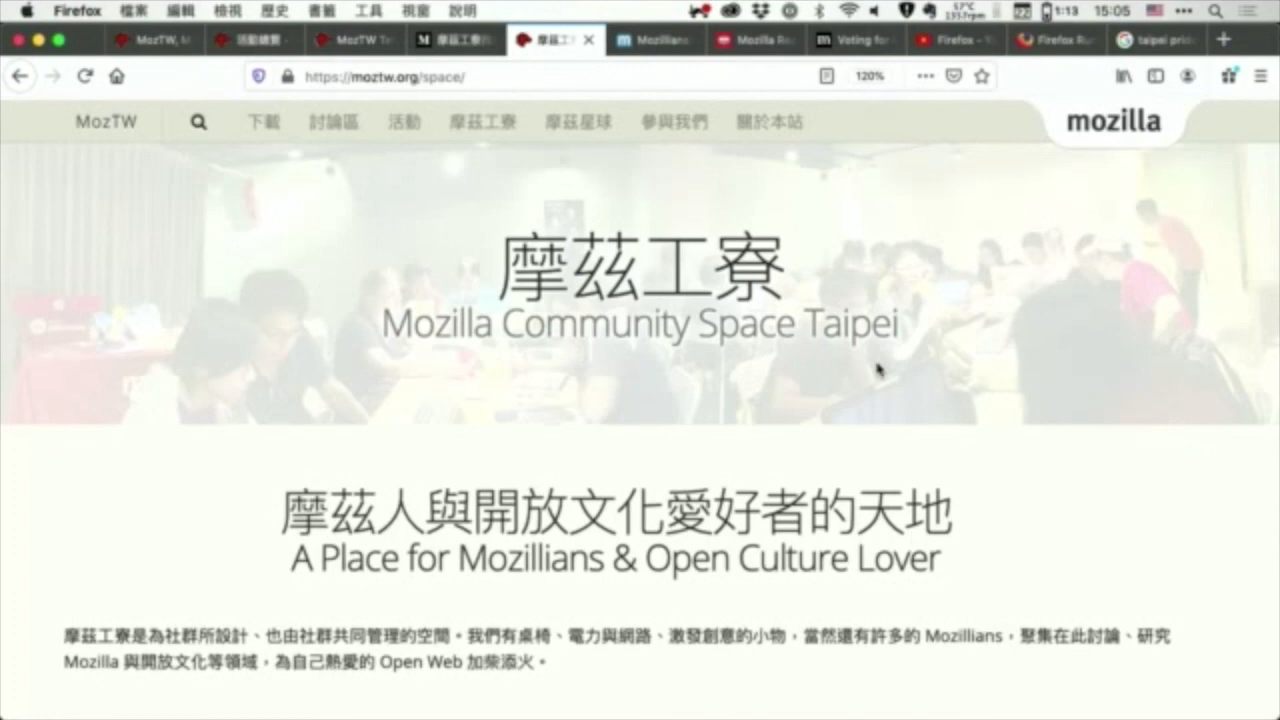 Firefox 檔案 編輯 檢視 歷史 書籤 工具 視窗 說明 57°C 1357rpm 22 1:13 15:05
MozTW, 活動總覽 - MozTW 摩茲工寮 摩茲工寮 Mozillians Mozilla Voting for Firefox - Firefox taipei
https://moztw.org/space/ 120%
MozTW 下載 討論區 活動 摩茲工寮 摩茲星球 參與我們 關於本站 mozilla
摩茲工寮
Mozilla Community Space Taipei
摩茲人與開放文化愛好者的天地
A Place for Mozillians & Open Culture Lover
摩茲工寮是為社群所設計、也由社群共同管理的空間。我們有桌椅、電力與網路、激發創意的小物，當然還有許多的 Mozillians，聚集在此討論、研究
Mozilla 與開放文化等領域，為自己熱愛的 Open Web 加柴添火。